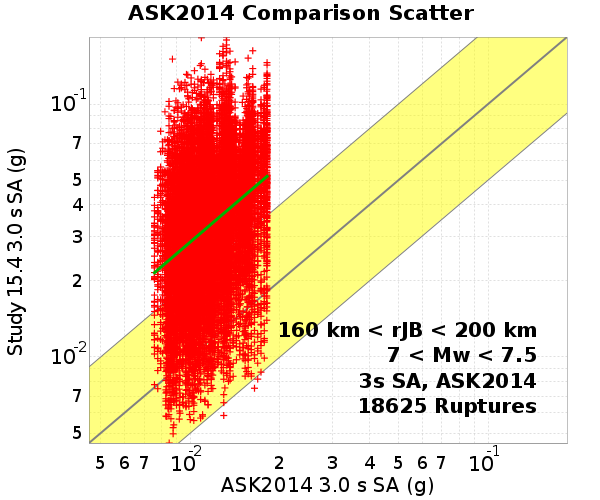 ASK2014 Comparison Scatter
Study 15.4 3.0 s SA (g)
10-1
7
5
4
3
2
10-2
7
5
160 km < rJB < 200 km
7 < Mw < 7.5
3s SA, ASK2014
18625 Ruptures
5 6 7 10-2 2 3 4 5 6 7 10-1
ASK2014 3.0 s SA (g)